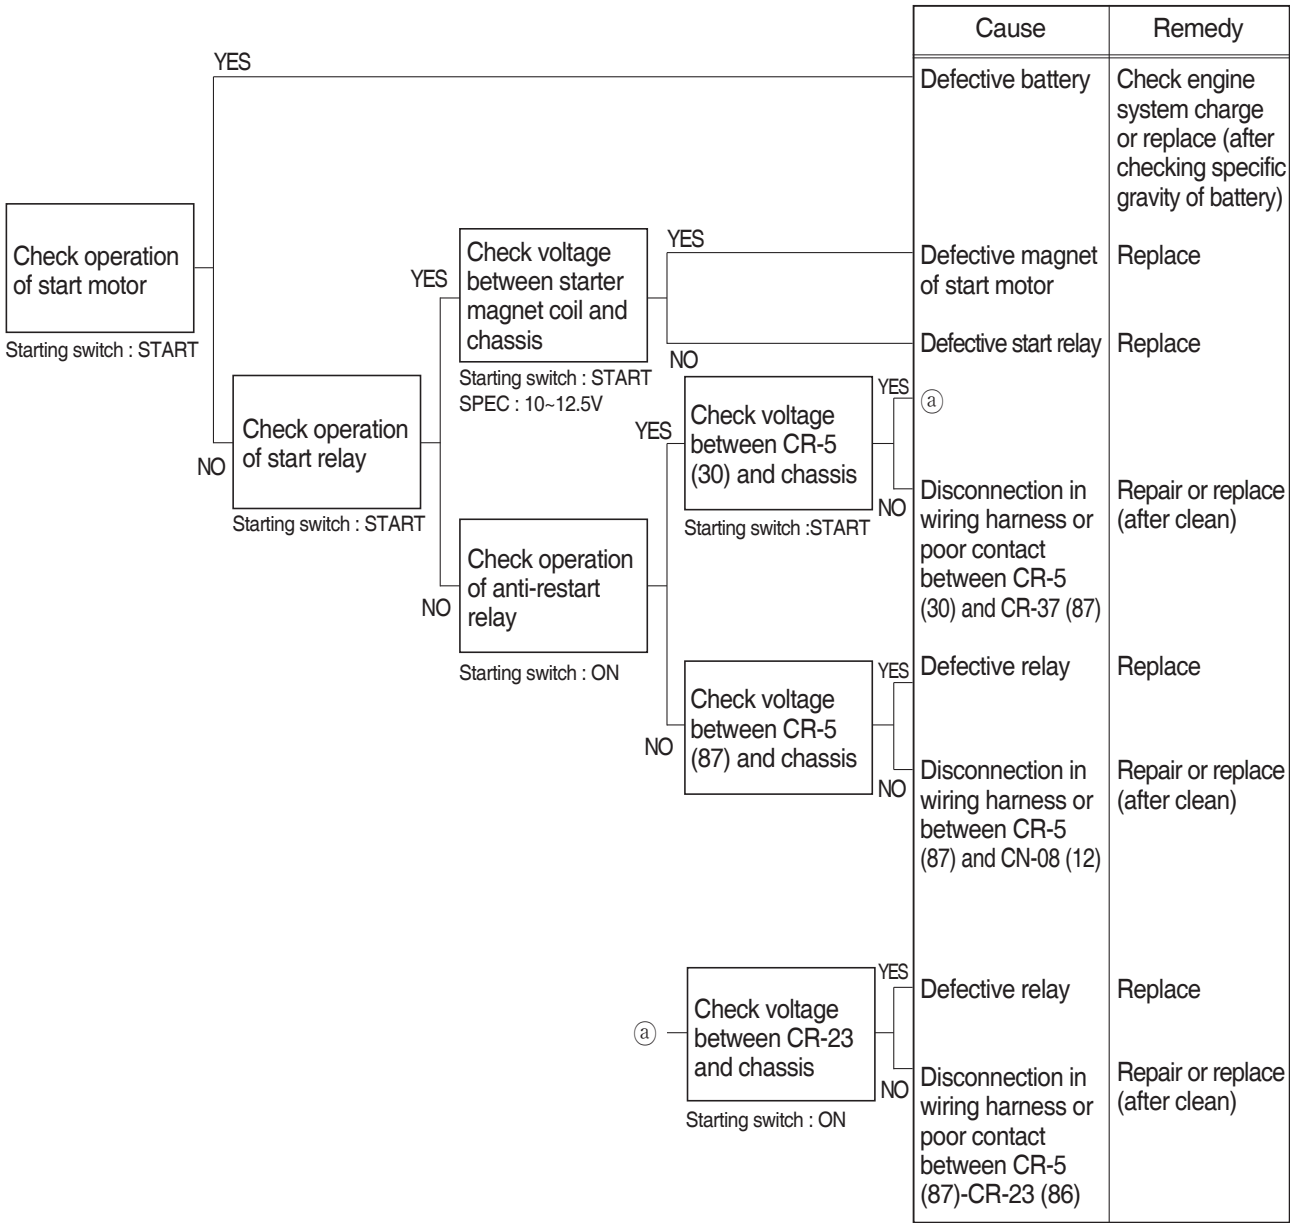 Cause
Remedy
YES
Defective battery
Check engine
system charge
or replace (after
checking specific
gravity of battery)
Check operation
of start motor
Starting switch : START
NO
Check operation
of start relay
Starting switch : START
YES
Check voltage
between starter
magnet coil and
chassis
Starting switch : START
SPEC : 10~12.5V
YES
Defective magnet
of start motor
Replace
NO
Defective start relay
Replace
NO
Check operation
of anti-restart
relay
Starting switch : ON
YES
Check voltage
between CR-5
(30) and chassis
Starting switch :START
YES
ⓐ
NO
Disconnection in
wiring harness or
poor contact
between CR-5
(30) and CR-37 (87)
Repair or replace
(after clean)
NO
Check voltage
between CR-5
(87) and chassis
YES
Defective relay
Replace
NO
Disconnection in
wiring harness or
between CR-5
(87) and CN-08 (12)
Repair or replace
(after clean)
ⓐ
Check voltage
between CR-23
and chassis
Starting switch : ON
YES
Defective relay
Replace
NO
Disconnection in
wiring harness or
poor contact
between CR-5
(87)-CR-23 (86)
Repair or replace
(after clean)